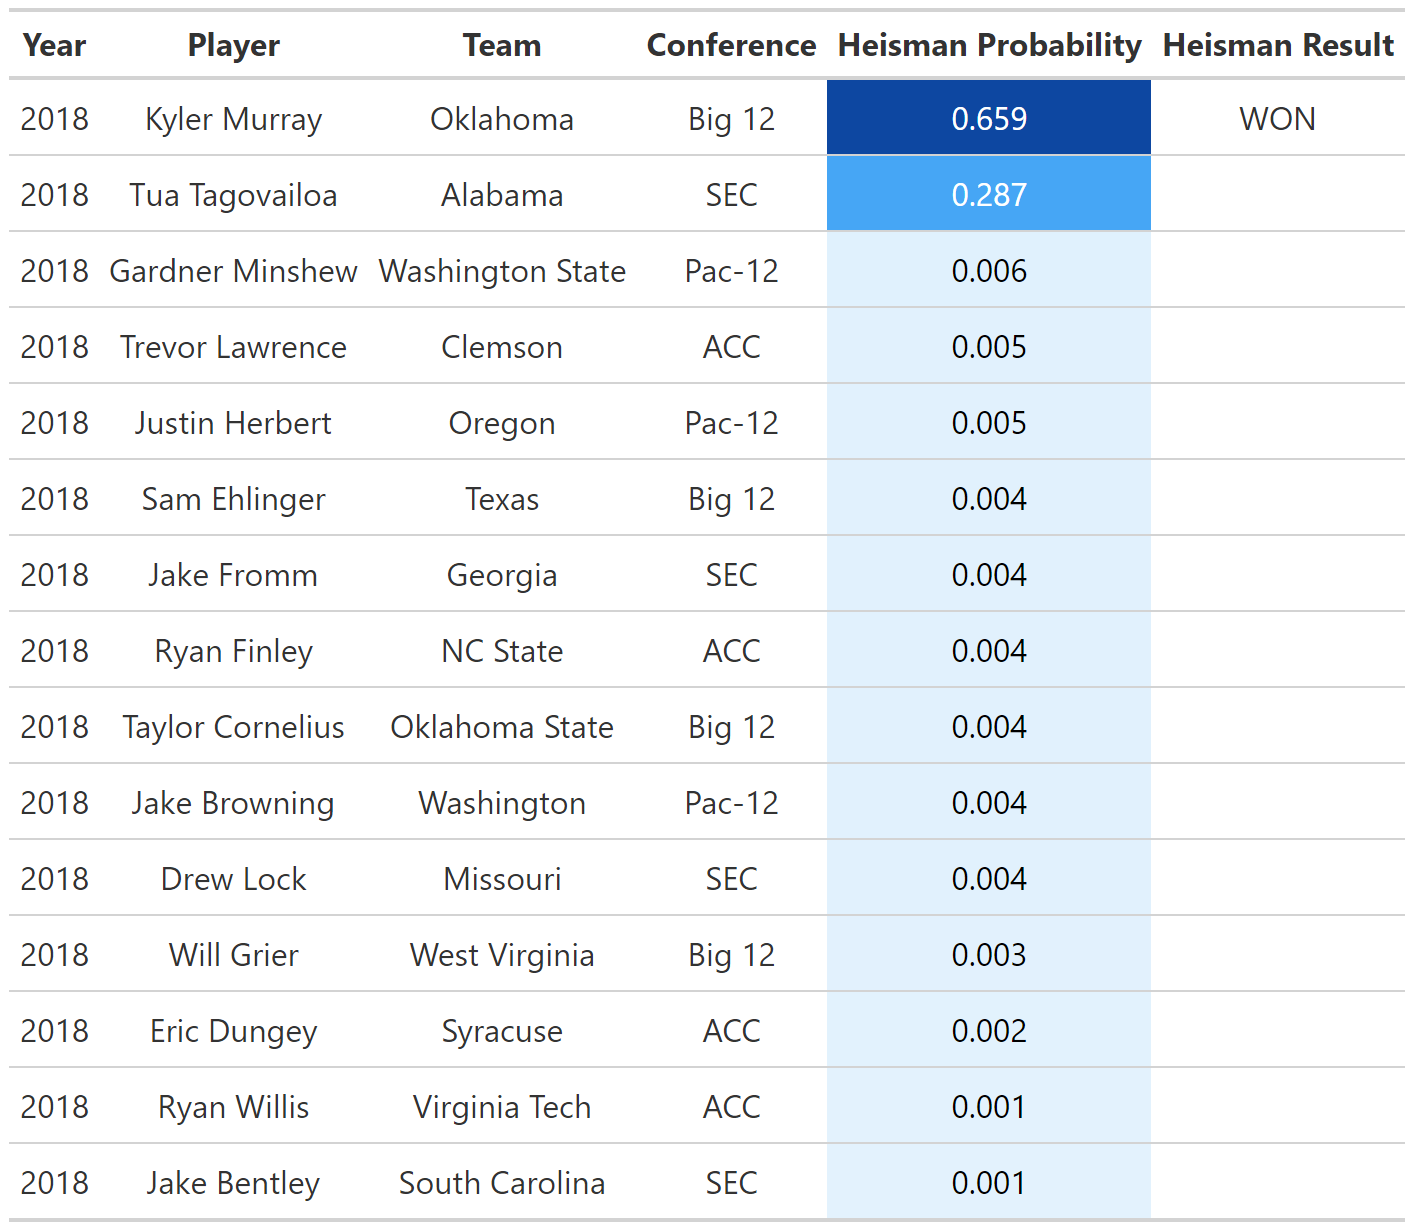 Year Player Team Conference Heisman Probability Heisman Result
2018 Kyler Murray Oklahoma Big 12 0.659 WON
2018 Tua Tagovailoa Alabama SEC 0.287
2018 Gardner Minshew Washington State Pac-12 0.006
2018 Trevor Lawrence Clemson ACC 0.005
2018 Justin Herbert Oregon Pac-12 0.005
2018 Sam Ehlinger Texas Big 12 0.004
2018 Jake Fromm Georgia SEC 0.004
2018 Ryan Finley NC State ACC 0.004
2018 Taylor Cornelius Oklahoma State Big 12 0.004
2018 Jake Browning Washington Pac-12 0.004
2018 Drew Lock Missouri SEC 0.004
2018 Will Grier West Virginia Big 12 0.003
2018 Eric Dungey Syracuse ACC 0.002
2018 Ryan Willis Virginia Tech ACC 0.001
2018 Jake Bentley South Carolina SEC 0.001